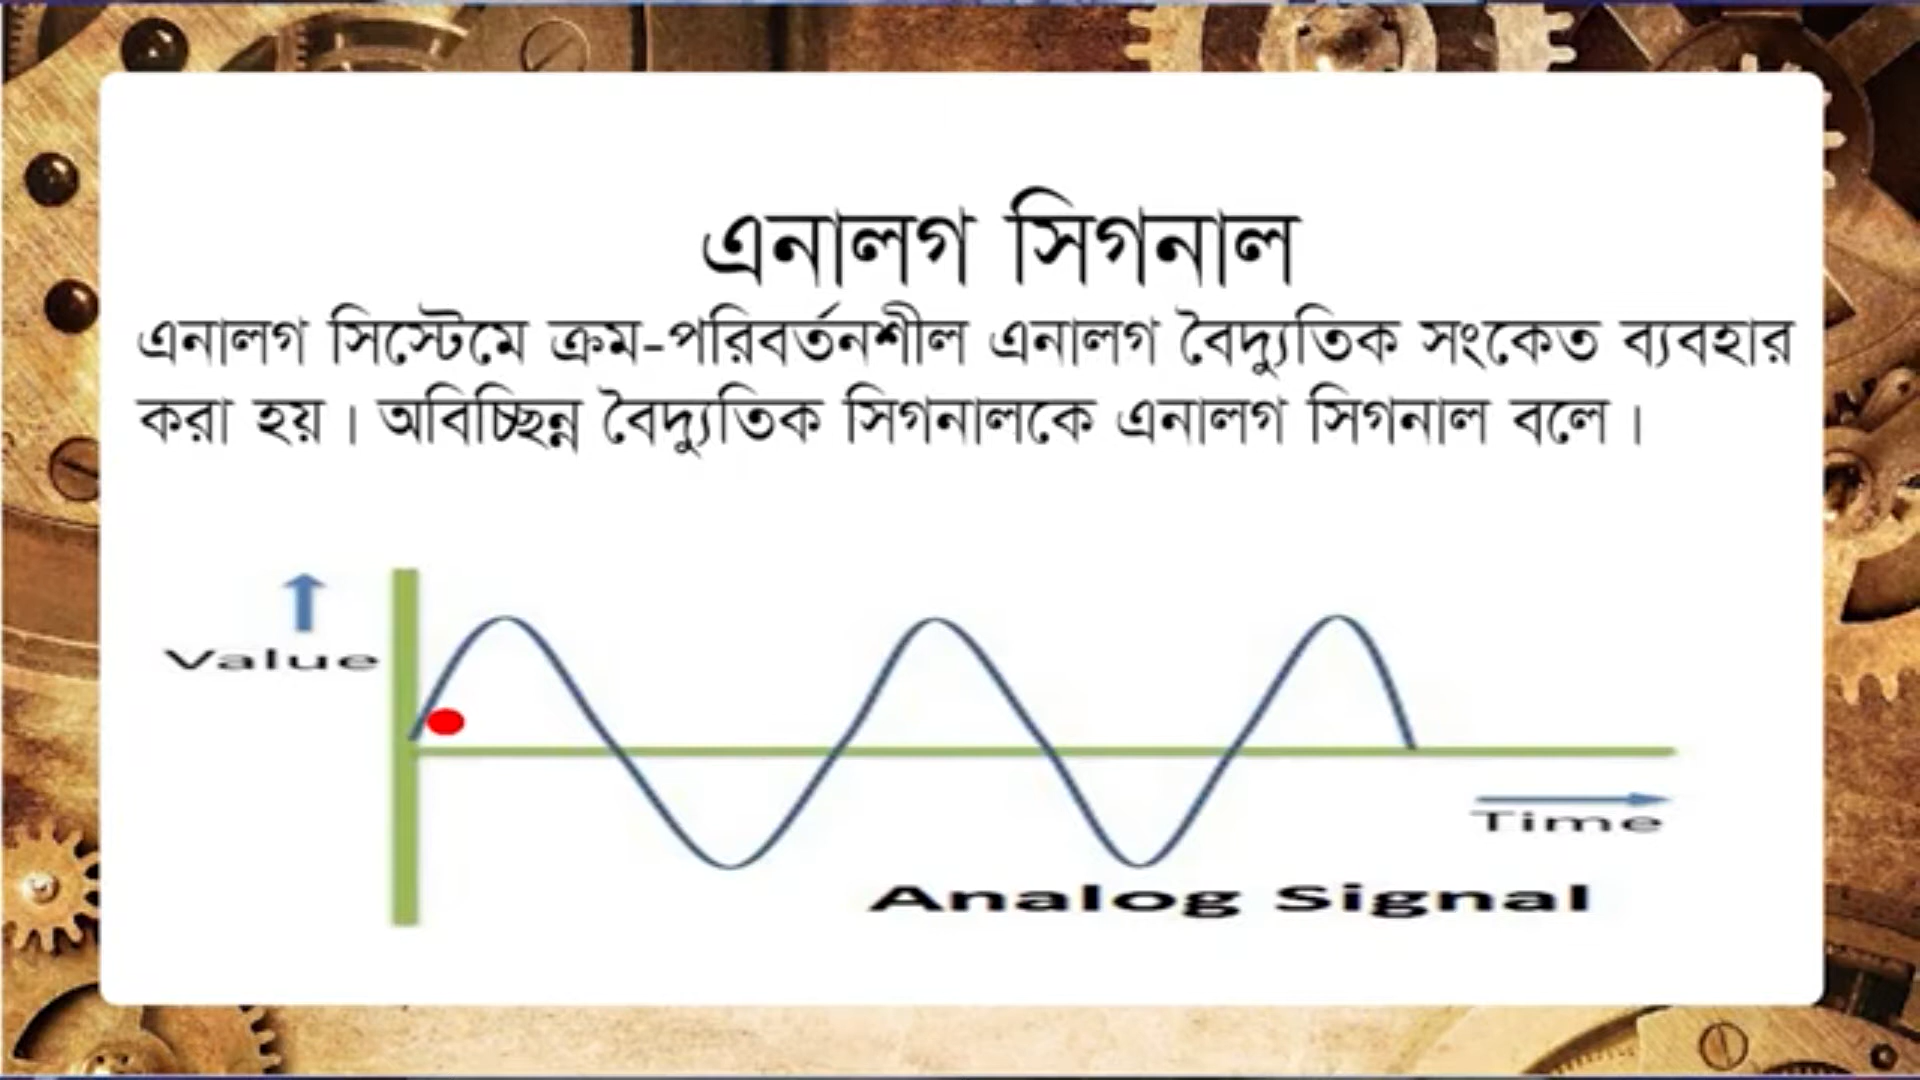 এনালগ সিগনাল
এনালগ সিস্টেমে ক্রম-পরিবর্তনশীল এনালগ বৈদ্যুতিক সংকেত ব্যবহার
করা হয়। অবিচ্ছিন্ন বৈদ্যুতিক সিগনালকে এনালগ সিগনাল বলে।
Value
Time
Analog Signal